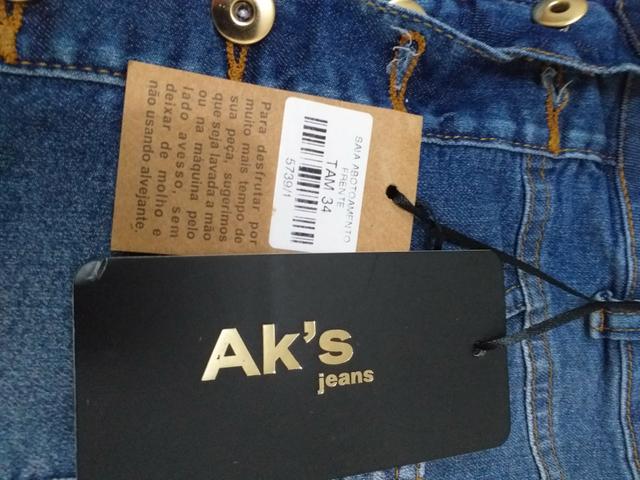 Para desfrutar por
muito mais tempo de
sua peça, sugerimos
que seja lavada a mão
ou na máquina pelo
lado avesso, sem
deixar de molho e
não usando alvejante.
SAIA ABOTOAMENTO
FRENTE
TAM 34
5739/1
Ak's
jeans